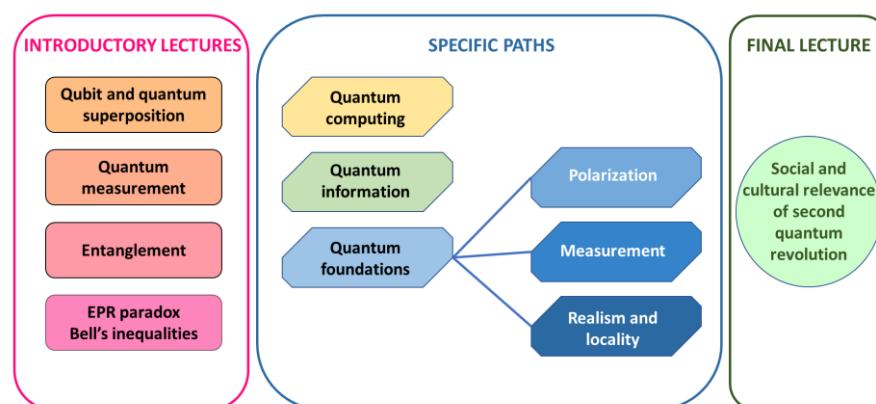 INTRODUCTORY LECTURES
Qubit and quantum
superposition
Quantum
measurement
Entanglement
EPR paradox
Bell's inequalities
SPECIFIC PATHS
Quantum
computing
Quantum
information
Quantum
foundations
Polarization
Measurement
Realism and
locality
FINAL LECTURE
Social and
cultural relevance
of second
quantum
revolution